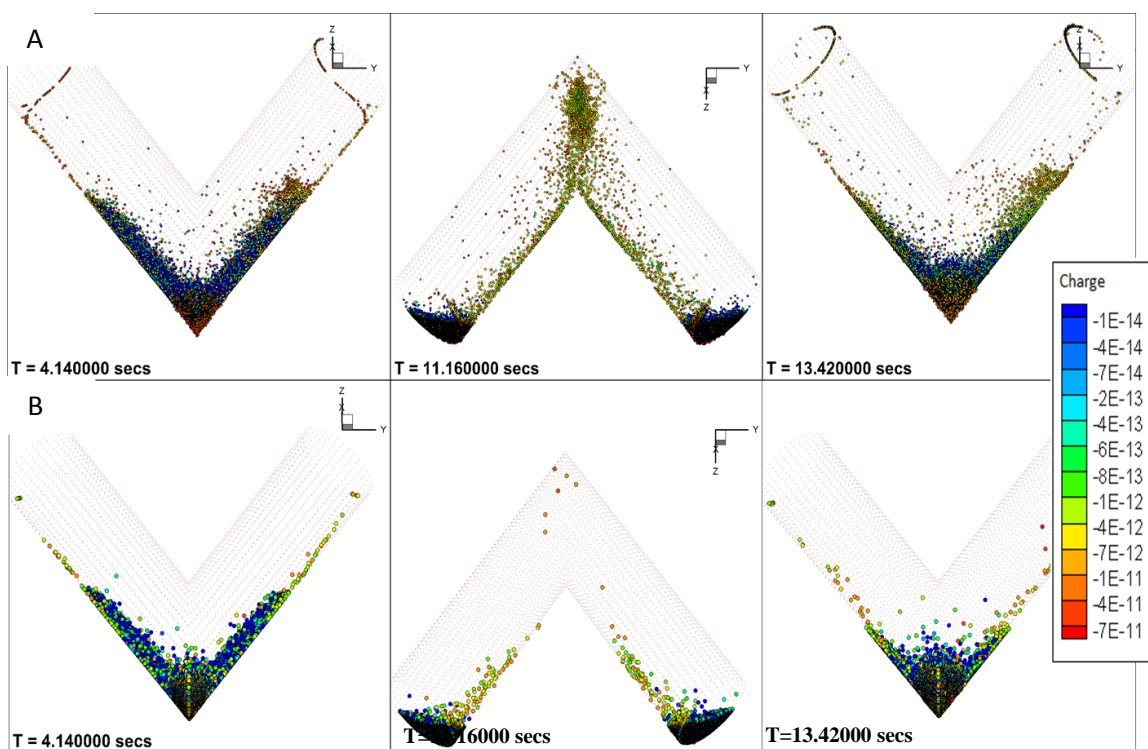 A
Z
X
Y
T = 4.140000 secs
Y
X
Z
T = 11.160000 secs
Z
X
Y
T = 13.420000 secs
Charge
-1E-14
-4E-14
-7E-14
-2E-13
-4E-13
-6E-13
-8E-13
-1E-12
-4E-12
-7E-12
-1E-11
-4E-11
-7E-11
B
Z
X
Y
T = 4.140000 secs
Y
X
Z
16000 secs
Z
X
T=13.42000 secs